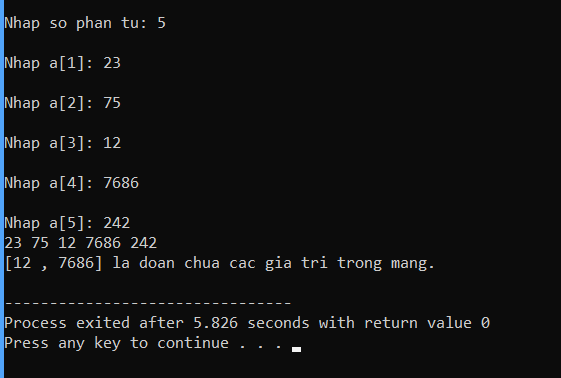 Nhap so phan tu: 5
Nhap a[1]: 23
Nhap a[2]: 75
Nhap a[3]: 12
Nhap a[4]: 7686
Nhap a[5]: 242
23 75 12 7686 242
[12 , 7686] la doan chua cac gia tri trong mang.
--------------------------------
Process exited after 5.826 seconds with return value 0
Press any key to continue . . .